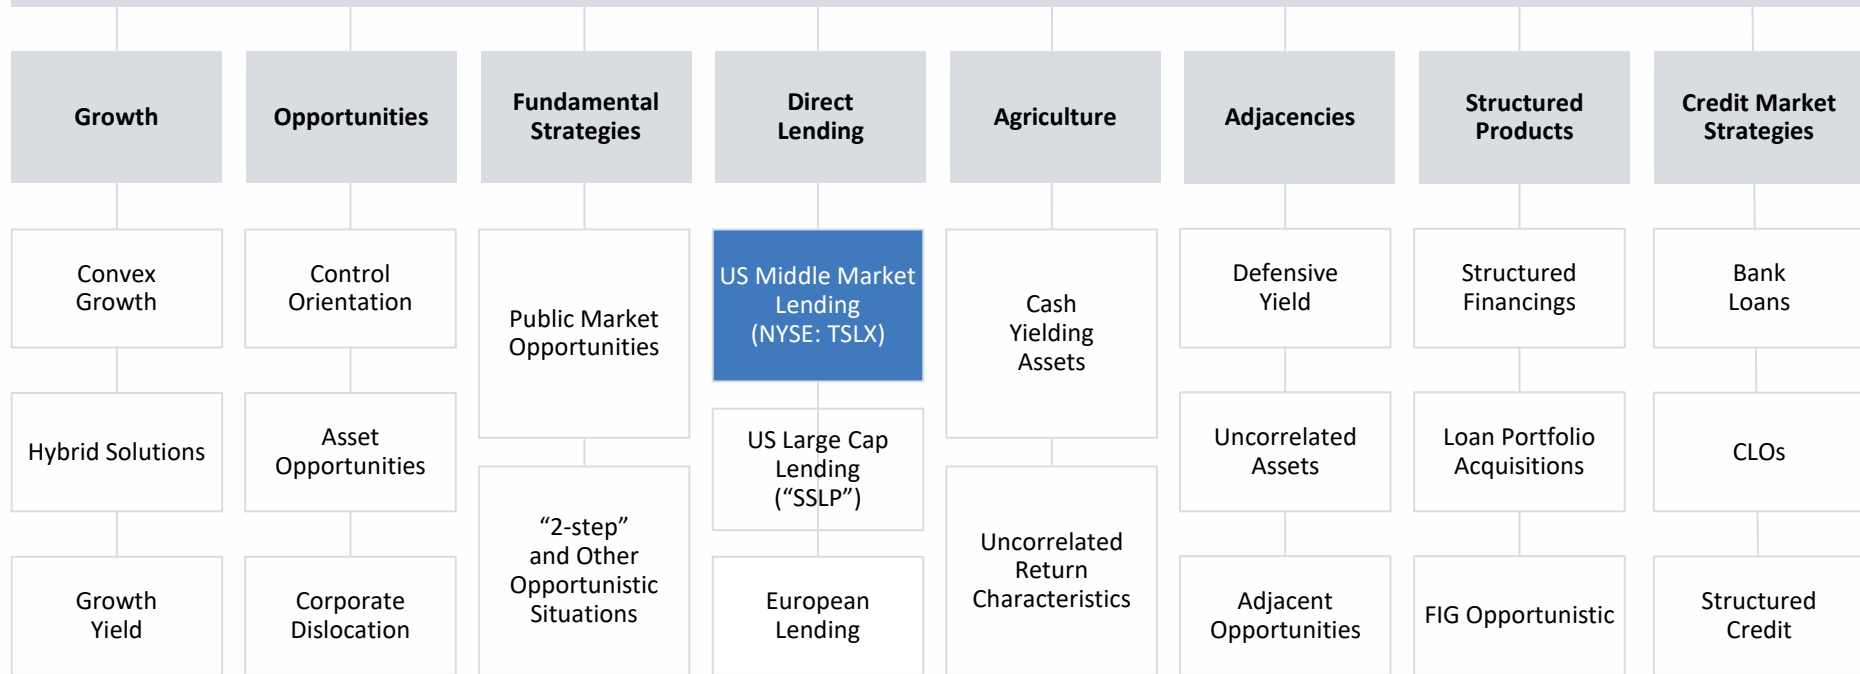 Growth
Opportunities
Fundamental
Strategies
Direct
Lending
Agriculture
Adjacencies
Structured
Products
Credit Market
Strategies
Convex
Growth
Hybrid Solutions
Growth
Yield
Control
Orientation
Asset
Opportunities
Corporate
Dislocation
Public Market
Opportunities
“2-step”
and Other
Opportunistic
Situations
US Middle Market
Lending
(NYSE: TSLX)
US Large Cap
Lending
(“SSLP”)
European
Lending
Cash
Yielding
Assets
Uncorrelated
Return
Characteristics
Defensive
Yield
Uncorrelated
Assets
Adjacent
Opportunities
Structured
Financings
Loan Portfolio
Acquisitions
FIG Opportunistic
Bank
Loans
CLOs
Structured
Credit